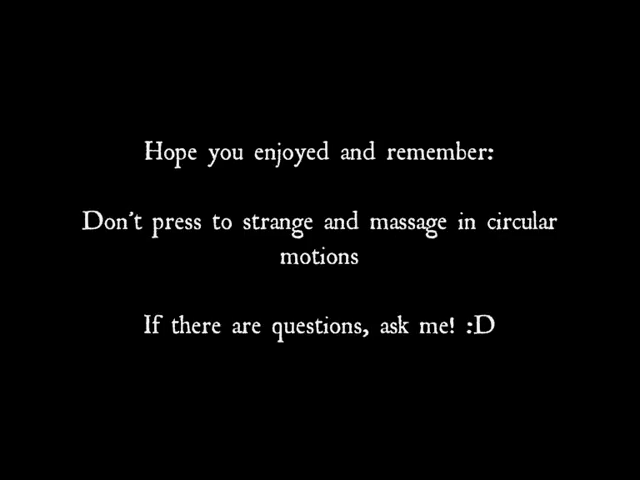 Hope you enjoyed and remember:
Don't press to strange and massage in circular
motions
If there are questions, ask me! :D